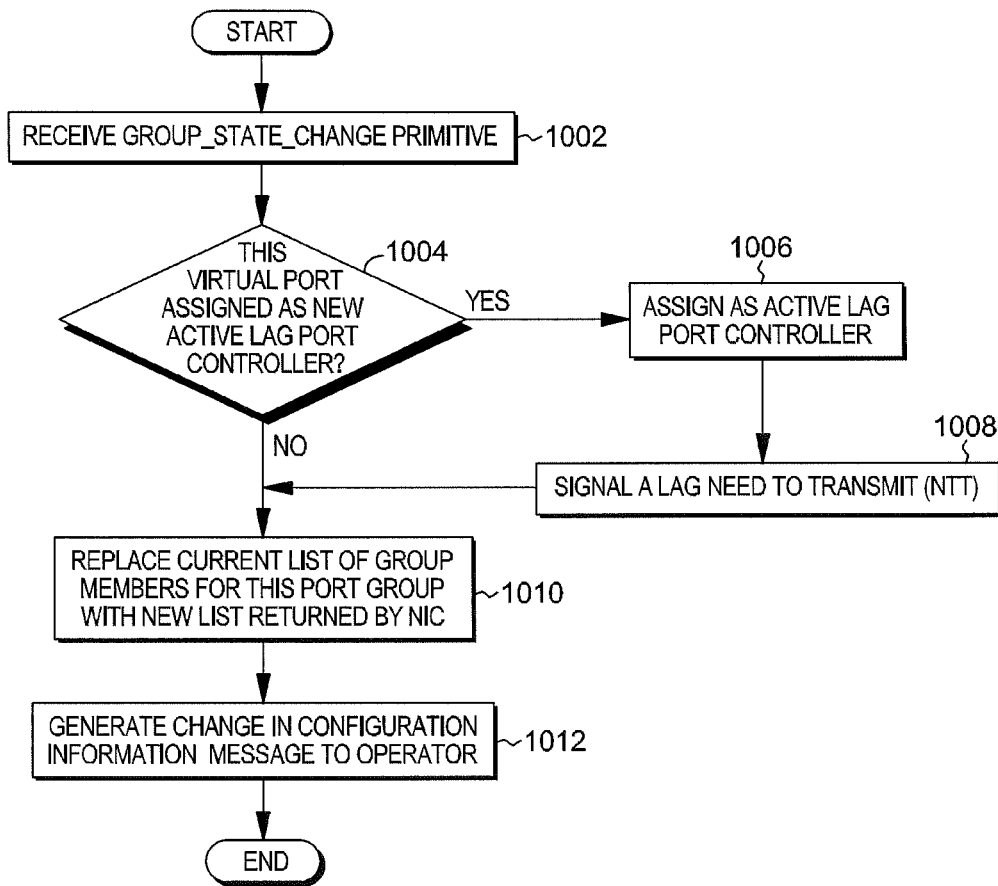 START
RECEIVE GROUP_STATE_CHANGE PRIMITIVE
1002
THIS
VIRTUAL PORT
ASSIGNED AS NEW
ACTIVE LAG PORT
CONTROLLER?
1004
YES
1006
ASSIGN AS ACTIVE LAG
PORT CONTROLLER
NO
1008
SIGNAL A LAG NEED TO TRANSMIT (NTT)
REPLACE CURRENT LIST OF GROUP
MEMBERS FOR THIS PORT GROUP
WITH NEW LIST RETURNED BY NIC
1010
GENERATE CHANGE IN CONFIGURATION
INFORMATION MESSAGE TO OPERATOR
1012
END